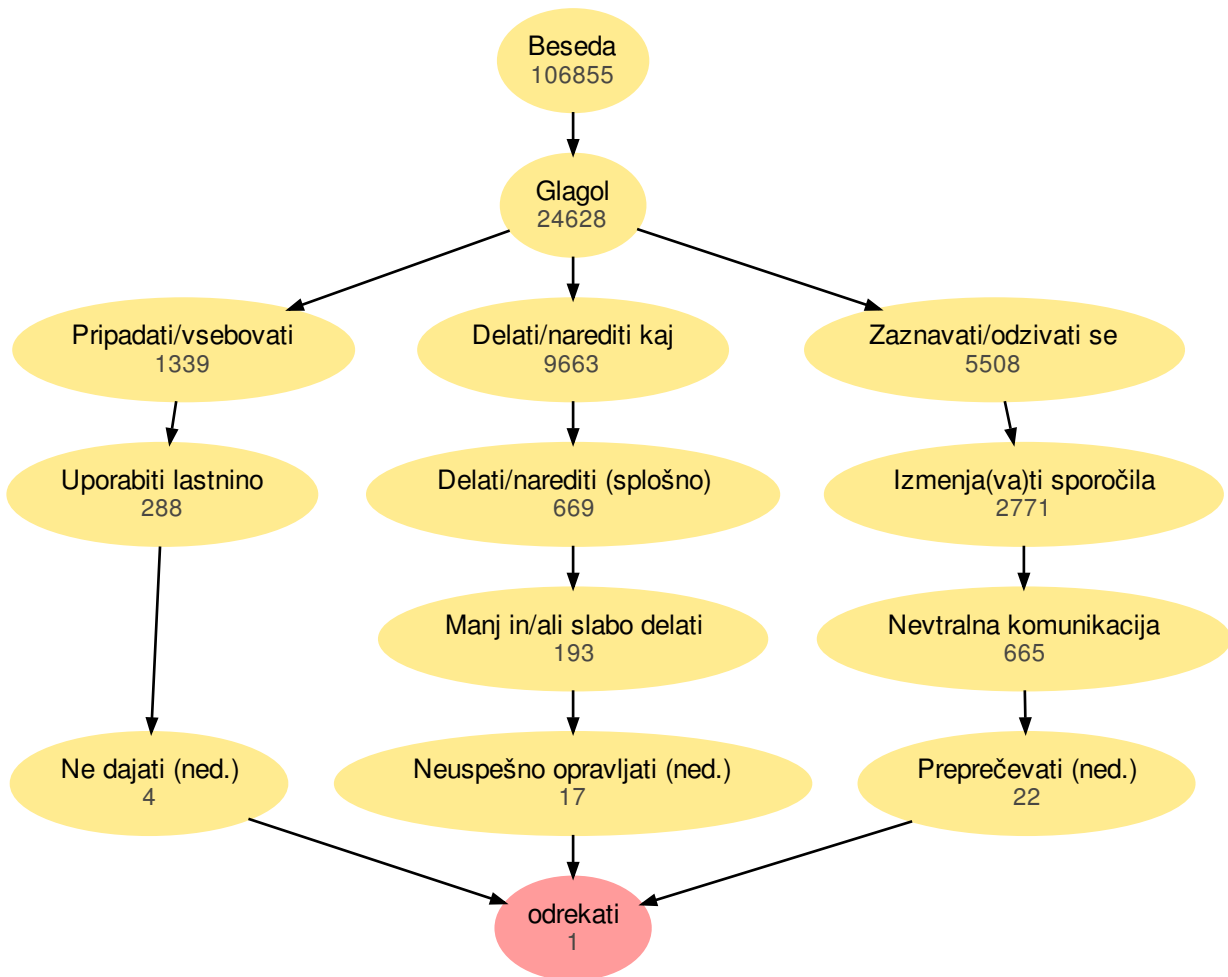 Beseda
106855
Glagol
24628
Pripadati/vsebovati
1339
Delati/narediti kaj
9663
Zaznavati/odzivati se
5508
Uporabiti lastnino
288
Delati/narediti (splošno)
669
Izmenja(va)ti sporočila
2771
Manj in/ali slabo delati
193
Nevtralna komunikacija
665
Ne dajati (ned.)
4
Neuspešno opravljati (ned.)
17
Preprečevati (ned.)
22
odrekati
1